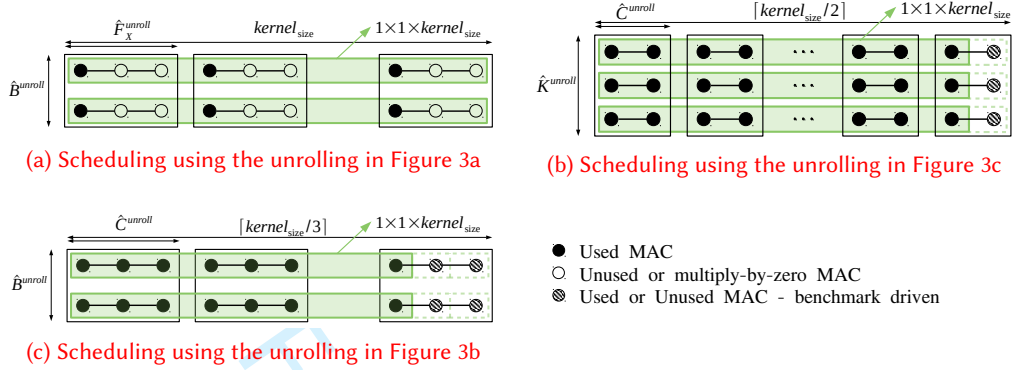 F̂_X^unroll kernel_size 1×1×kernel_size
B̂^unroll
(a) Scheduling using the unrolling in Figure 3a
Ĉ^unroll ⌈kernel_size/2⌉ 1×1×kernel_size
K̂^unroll
(b) Scheduling using the unrolling in Figure 3c
Ĉ^unroll ⌈kernel_size/3⌉ 1×1×kernel_size
B̂^unroll
(c) Scheduling using the unrolling in Figure 3b
Used MAC
Unused or multiply-by-zero MAC
Used or Unused MAC - benchmark driven